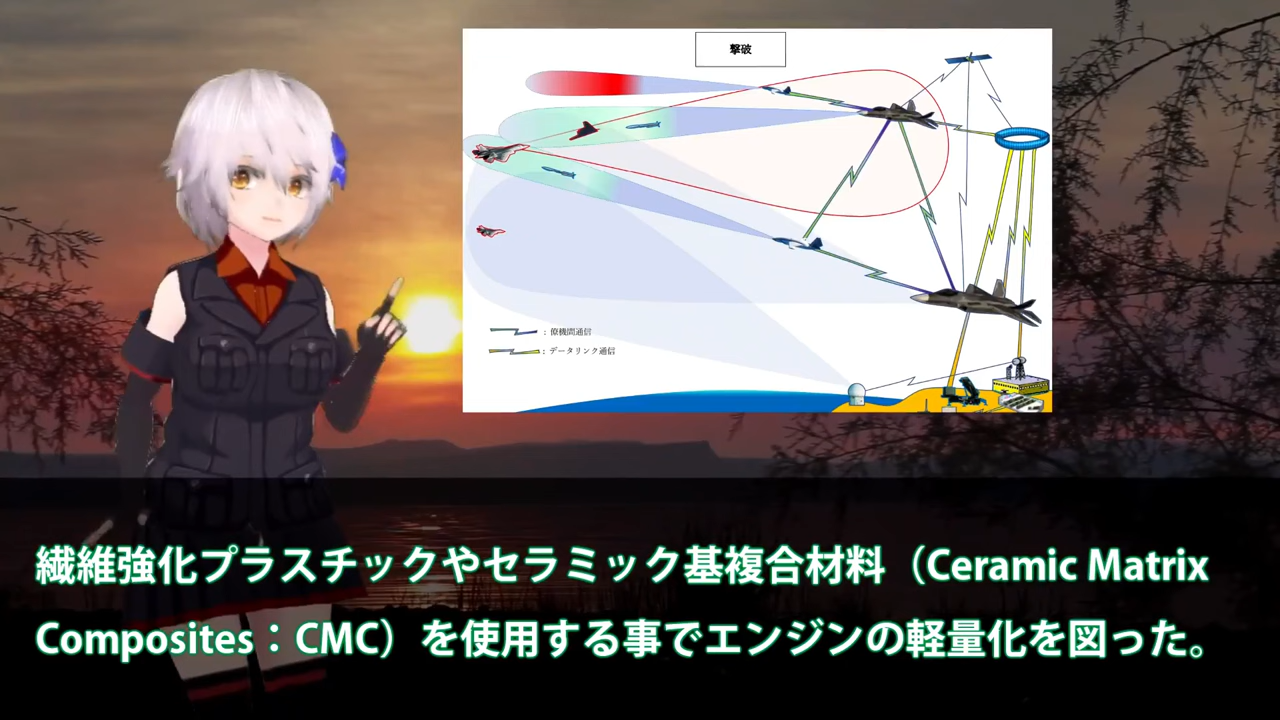 撃破
：僚機間通信
：データリンク通信
繊維強化プラスチックやセラミック基複合材料（Ceramic Matrix
Composites：CMC）を使用する事でエンジンの軽量化を図った。